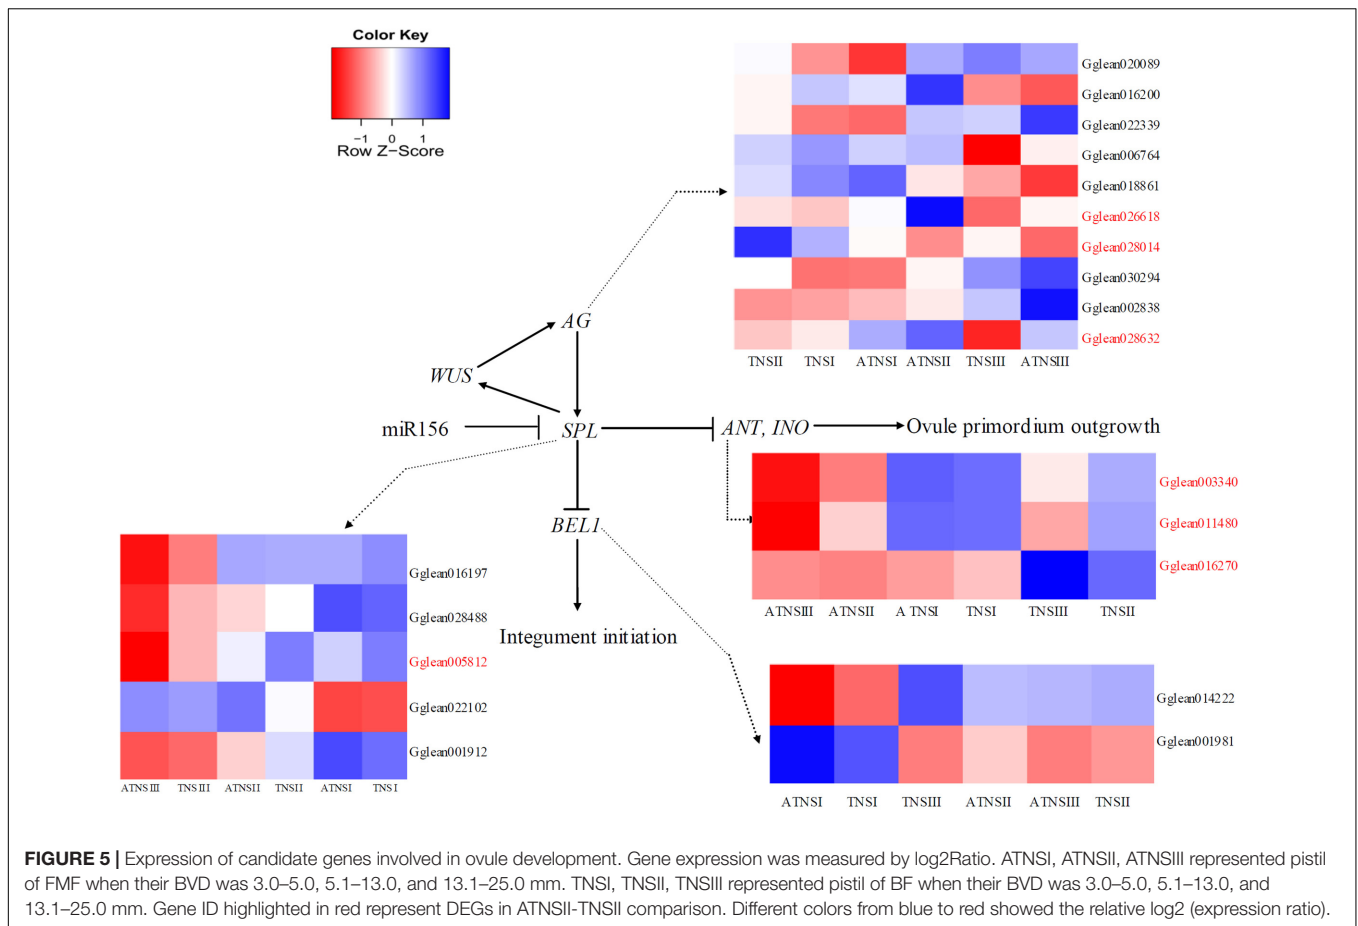 Color Key
−1 0 1
Row Z−Score
Gglean020089
Gglean016200
Gglean022339
Gglean006764
Gglean018861
Gglean026618
Gglean028014
Gglean030294
Gglean002838
Gglean028632
TNSII TNSI ATNSI ATNSII TNSIII ATNSIII
AG
WUS
miR156
SPL
ANT, INO
Ovule primordium outgrowth
BEL1
Integument initiation
Gglean003340
Gglean011480
Gglean016270
ATNSIII ATNSII A TNSI TNSI TNSIII TNSII
Gglean016197
Gglean028488
Gglean005812
Gglean022102
Gglean001912
ATNSIII TNSIII ATNSII TNSII ATNSI TNSI
Gglean014222
Gglean001981
ATNSI TNSI TNSIII ATNSII ATNSIII TNSII
FIGURE 5 | Expression of candidate genes involved in ovule development. Gene expression was measured by log2Ratio. ATNSI, ATNSII, ATNSIII represented pistil
of FMF when their BVD was 3.0–5.0, 5.1–13.0, and 13.1–25.0 mm. TNSI, TNSII, TNSIII represented pistil of BF when their BVD was 3.0–5.0, 5.1–13.0, and
13.1–25.0 mm. Gene ID highlighted in red represent DEGs in ATNSII-TNSII comparison. Different colors from blue to red showed the relative log2 (expression ratio).